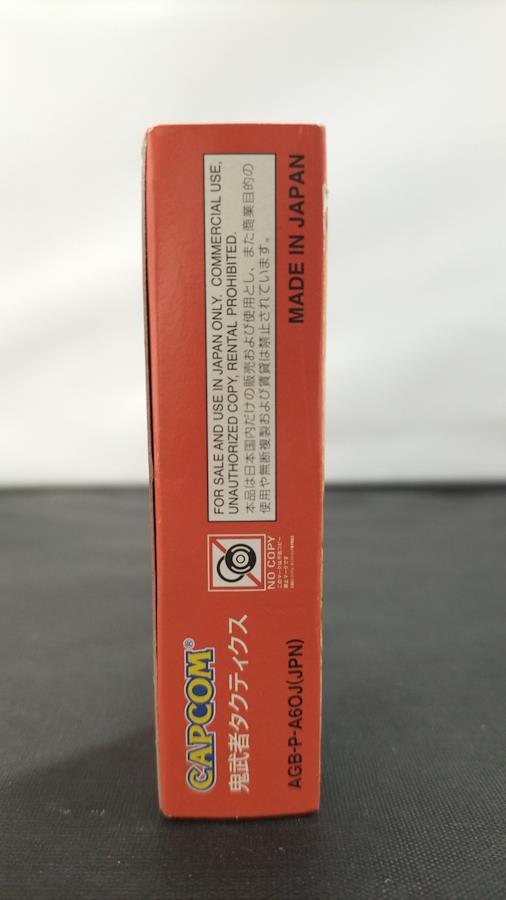 CAPCOM®
鬼武者タクティクス
AGB-P-A6OJ(JPN)
NO COPY
FOR SALE AND USE IN JAPAN ONLY. COMMERCIAL USE,
UNAUTHORIZED COPY, RENTAL PROHIBITED.
本品は日本国内だけの販売および使用とし、また商業目的の
使用や無断複製および賃貸は禁止されています。
MADE IN JAPAN